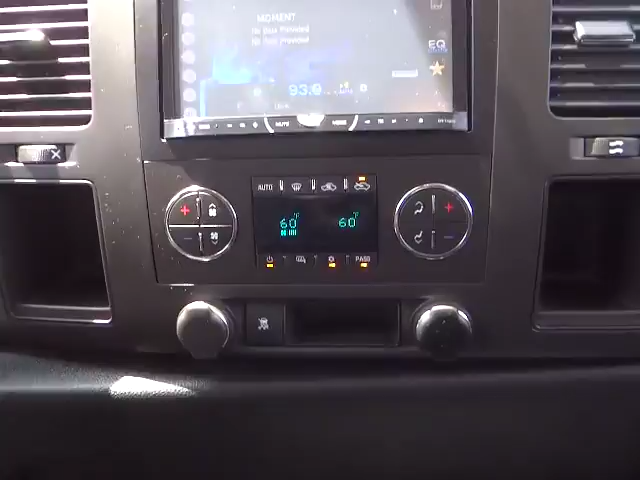 MOMENT
No Data Provided
No Data Provided
EQ
93.9
AUTO
60°F 60°F
PASS